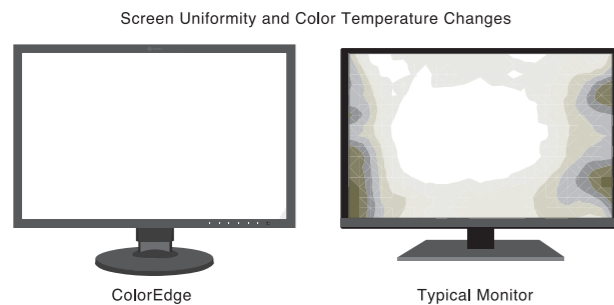 Screen Uniformity and Color Temperature Changes
ColorEdge
Typical Monitor